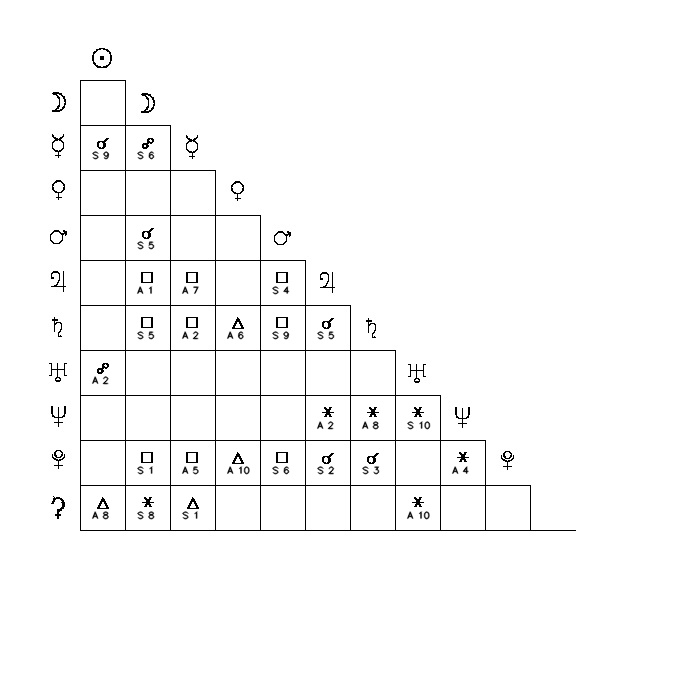 ☉
☽ ☽
☿ ☌ S 9 ☍ S 6 ☿
♀ ♀
♂ ☌ S 5 ♂
♃ □ A 1 □ A 7 □ S 4 ♃
♄ □ S 5 □ A 2 △ A 6 □ S 9 ☌ S 5 ♄
♅ ☍ A 2 ♅
♆ ⚹ A 2 ⚹ A 8 ⚹ S 10 ♆
♇ □ S 1 □ A 5 △ A 10 □ S 6 ☌ S 2 ☌ S 3 ⚹ A 4 ♇
⚳ △ A 8 ⚹ S 8 △ S 1 ⚹ A 10